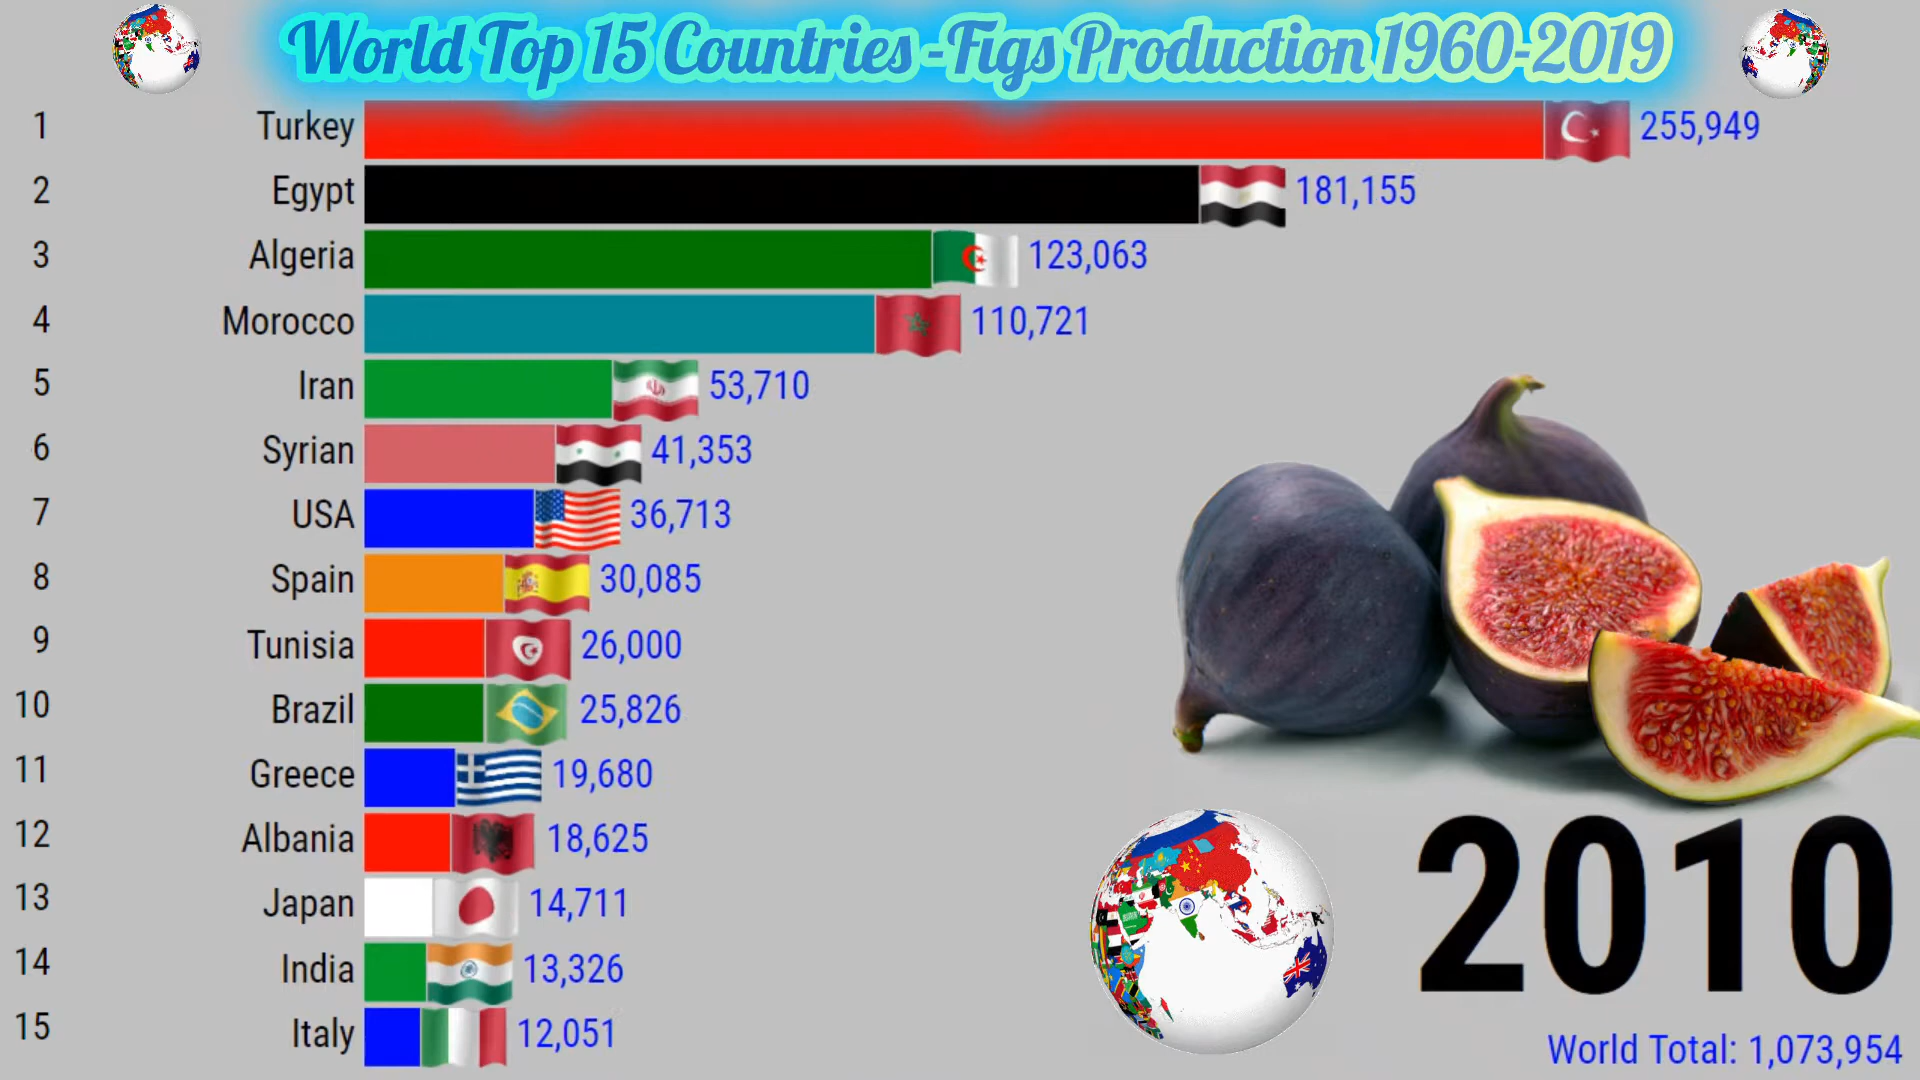 World Top 15 Countries -Figs Production 1960-2019
1 Turkey 255,949
2 Egypt 181,155
3 Algeria 123,063
4 Morocco 110,721
5 Iran 53,710
6 Syrian 41,353
7 USA 36,713
8 Spain 30,085
9 Tunisia 26,000
10 Brazil 25,826
11 Greece 19,680
12 Albania 18,625
13 Japan 14,711
14 India 13,326
15 Italy 12,051
2010
World Total: 1,073,954